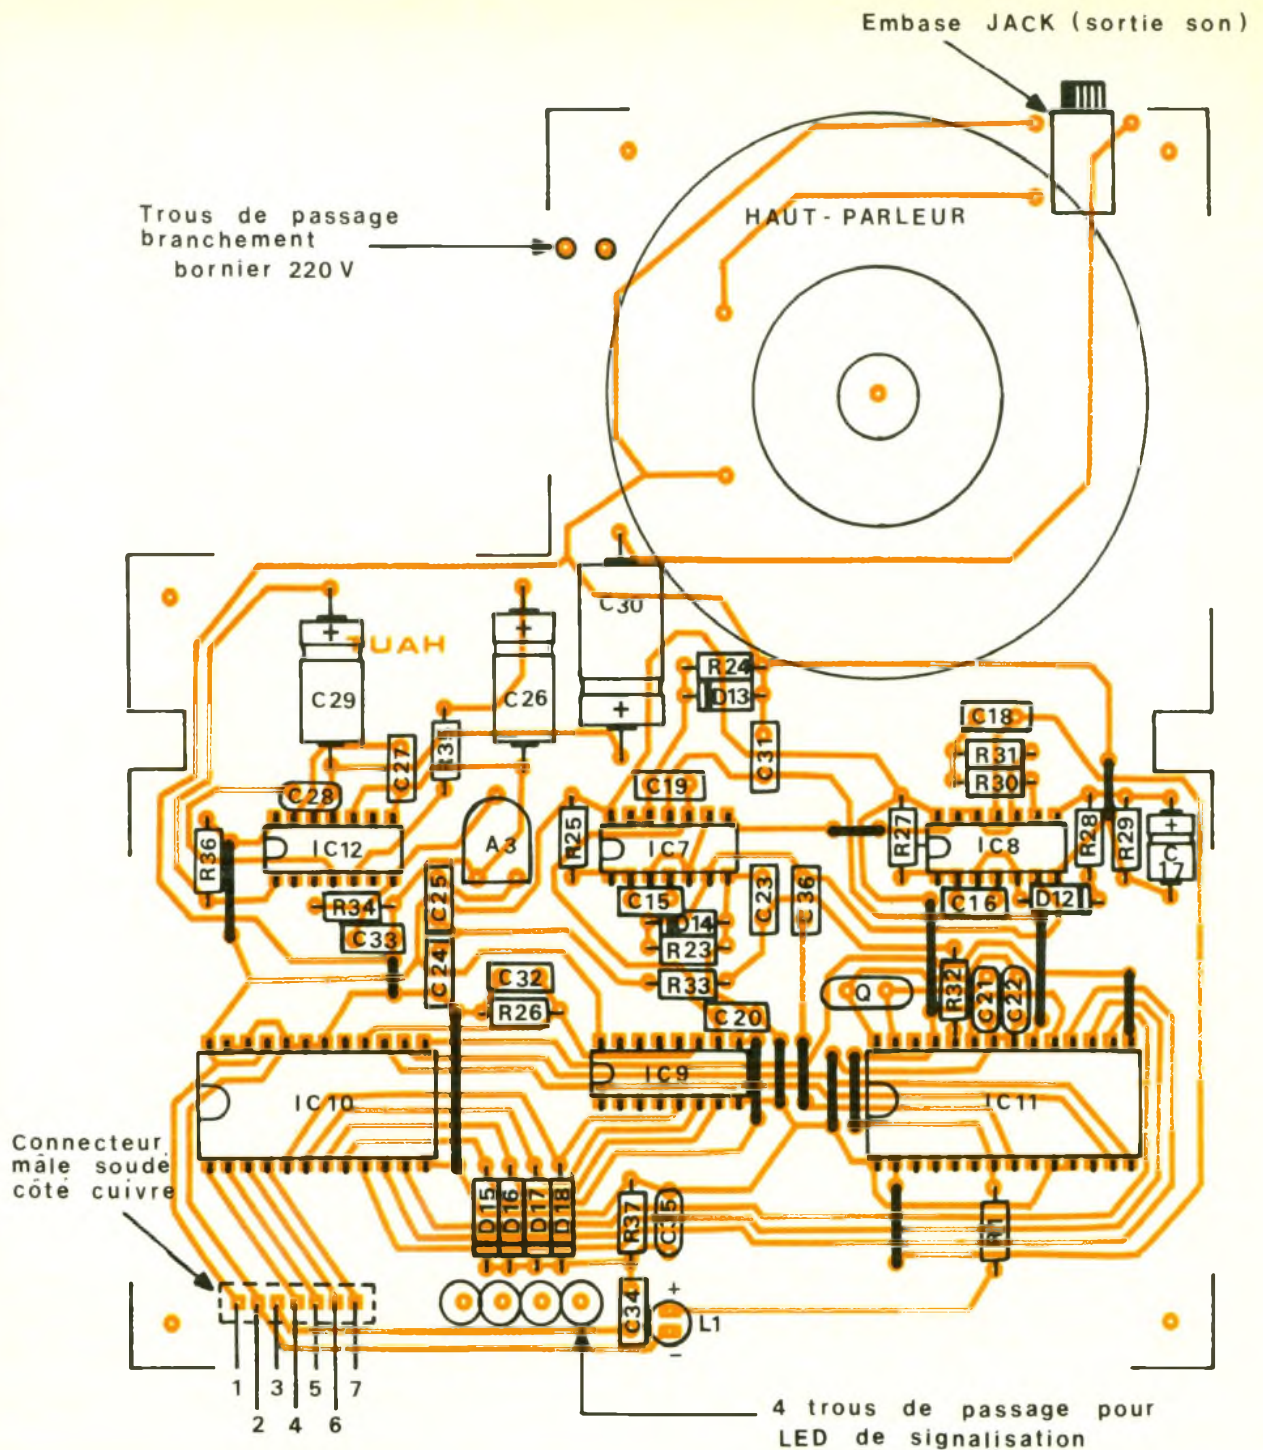 Embase JACK (sortie son)
Trous de passage
branchement
bornier 220 V
HAUT - PARLEUR
C30
+
+
TUAH
+
C29
C26
+
R24
D13
C18
R35
C27
C31
R31
R30
C28
C19
R36
IC12
A3
R25
IC7
R27
IC8
R28
R29
+
C
17
R34
C25
C15
C23
C36
C16
D12
C33
D14
R23
C24
C32
R33
Q
R32
C21
C22
R26
C20
IC10
IC9
IC11
Connecteur
mâle soudé
côté cuivre
D15
D16
D17
D18
R37
C35
R1
C34
+
L1
−
1
3
5
7
2
4
6
4 trous de passage pour
LED de signalisation